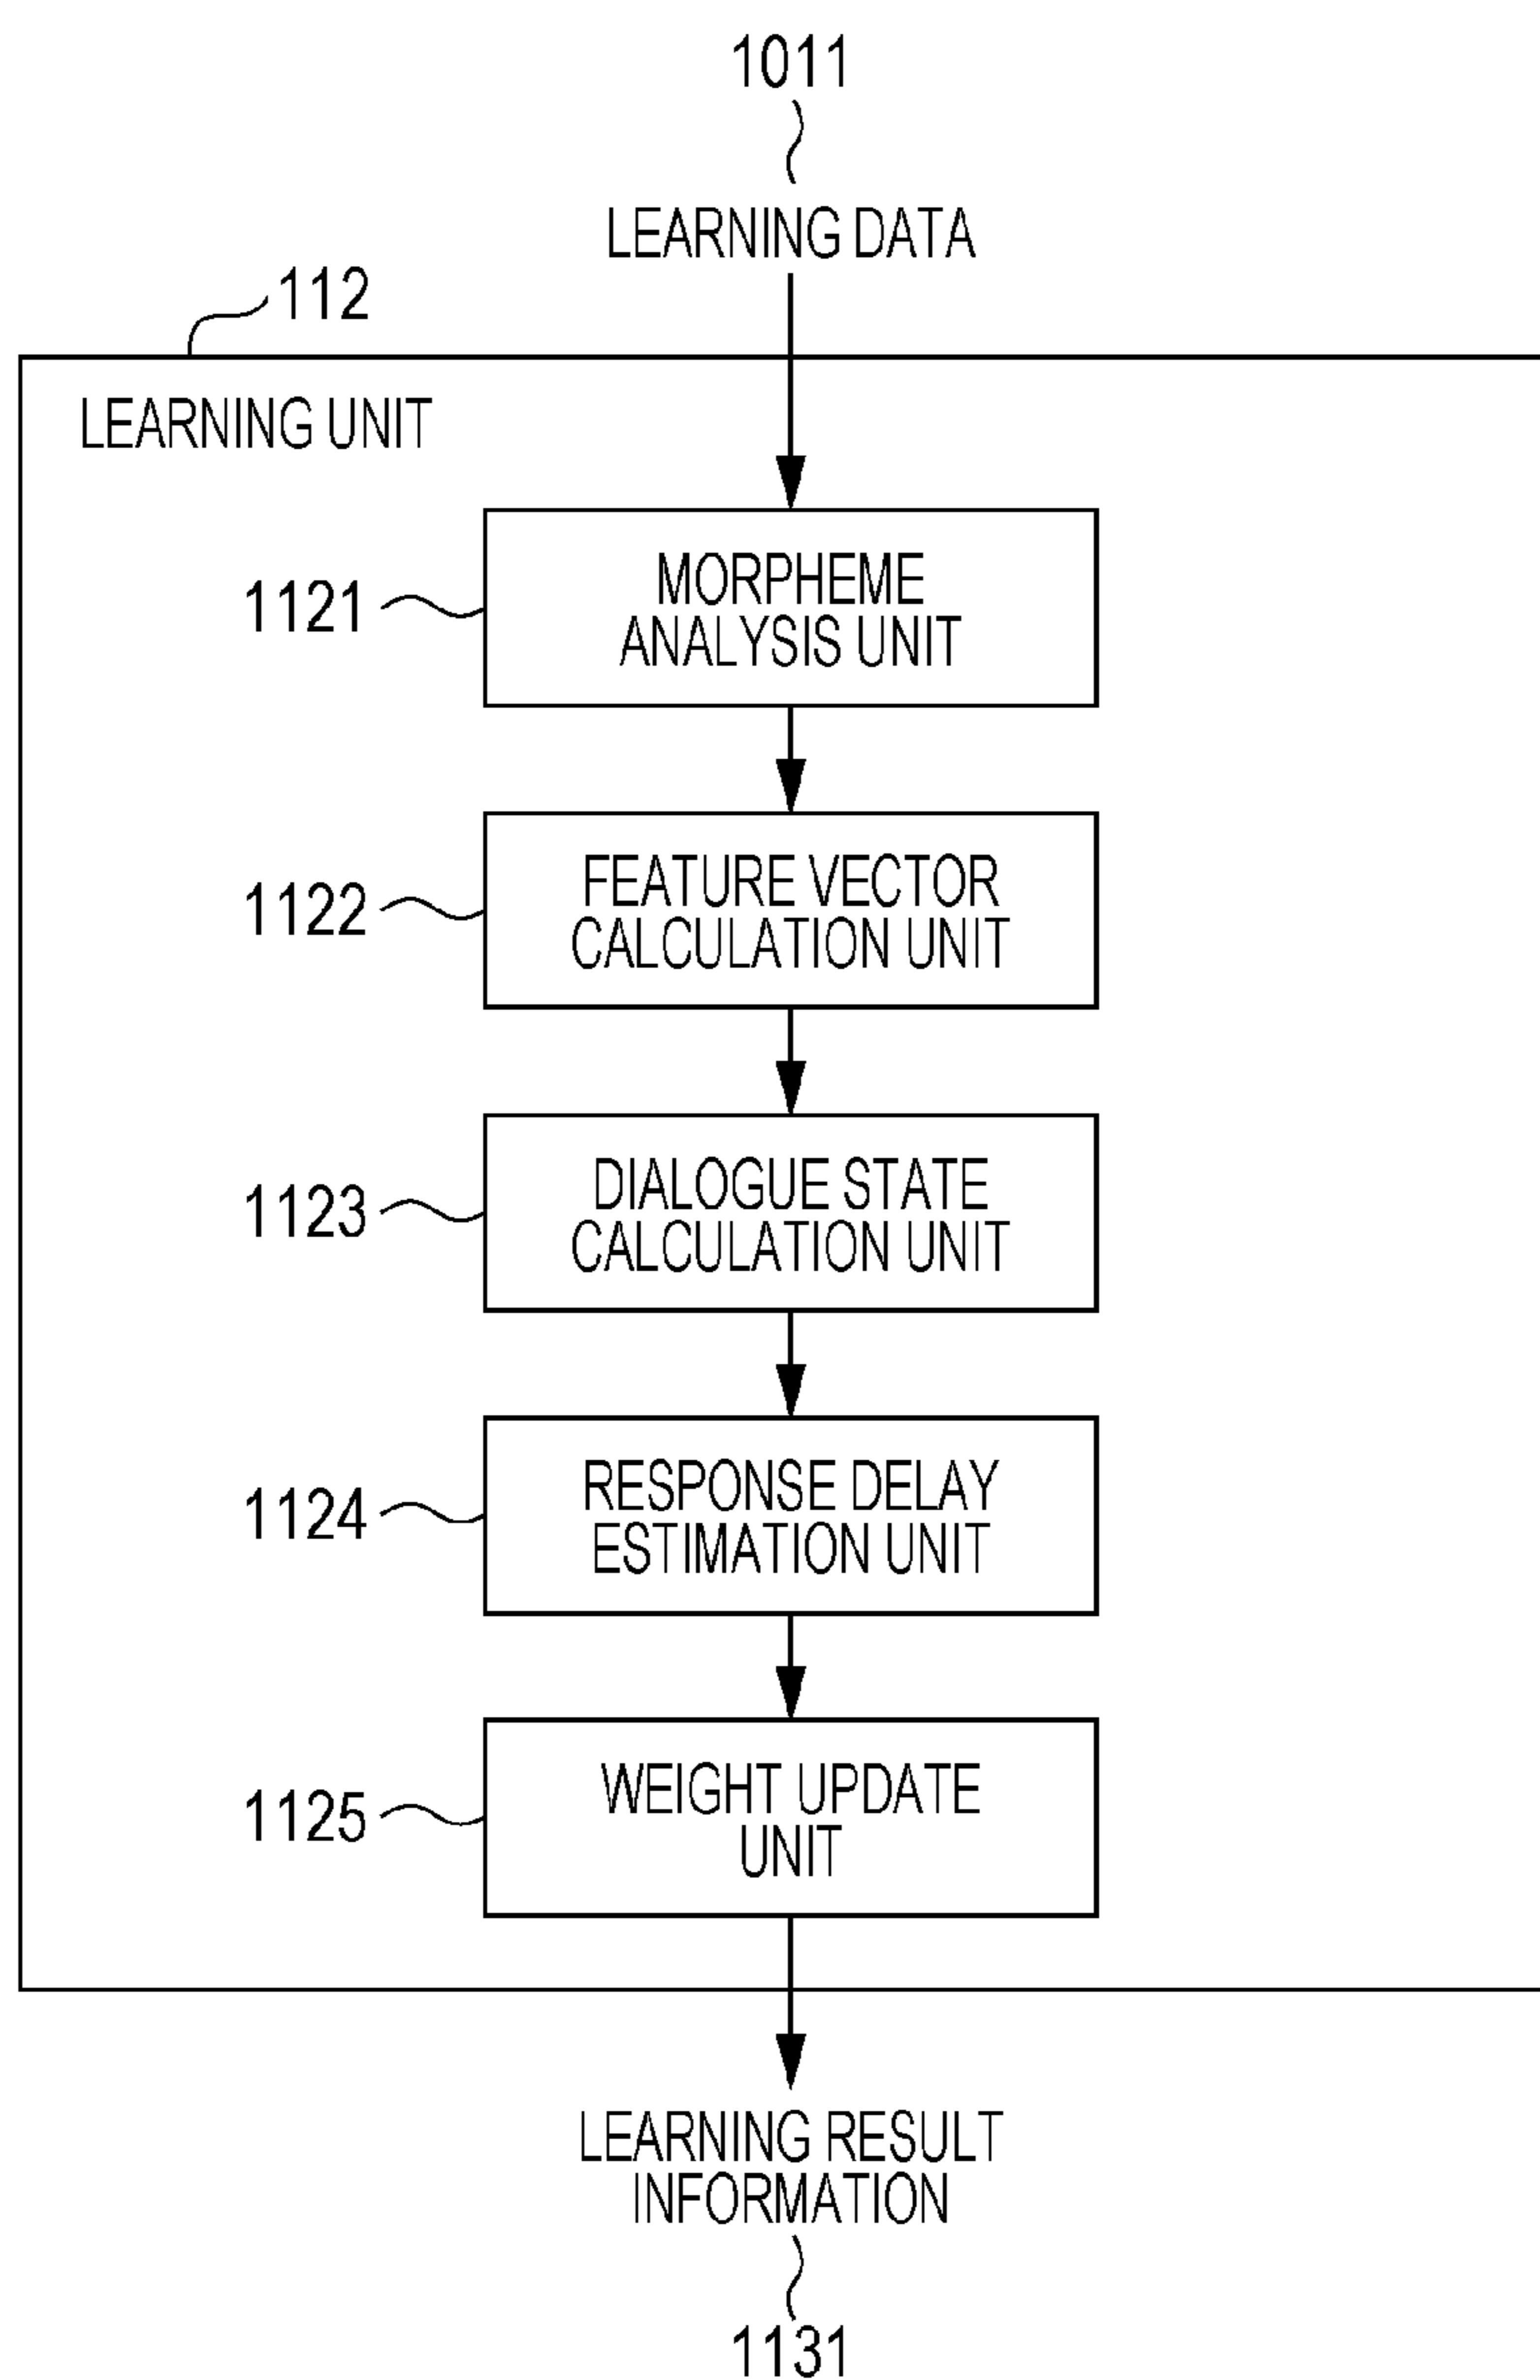 1011
LEARNING DATA
112
LEARNING UNIT
1121
MORPHEME
ANALYSIS UNIT
1122
FEATURE VECTOR
CALCULATION UNIT
1123
DIALOGUE STATE
CALCULATION UNIT
1124
RESPONSE DELAY
ESTIMATION UNIT
1125
WEIGHT UPDATE
UNIT
LEARNING RESULT
INFORMATION
1131